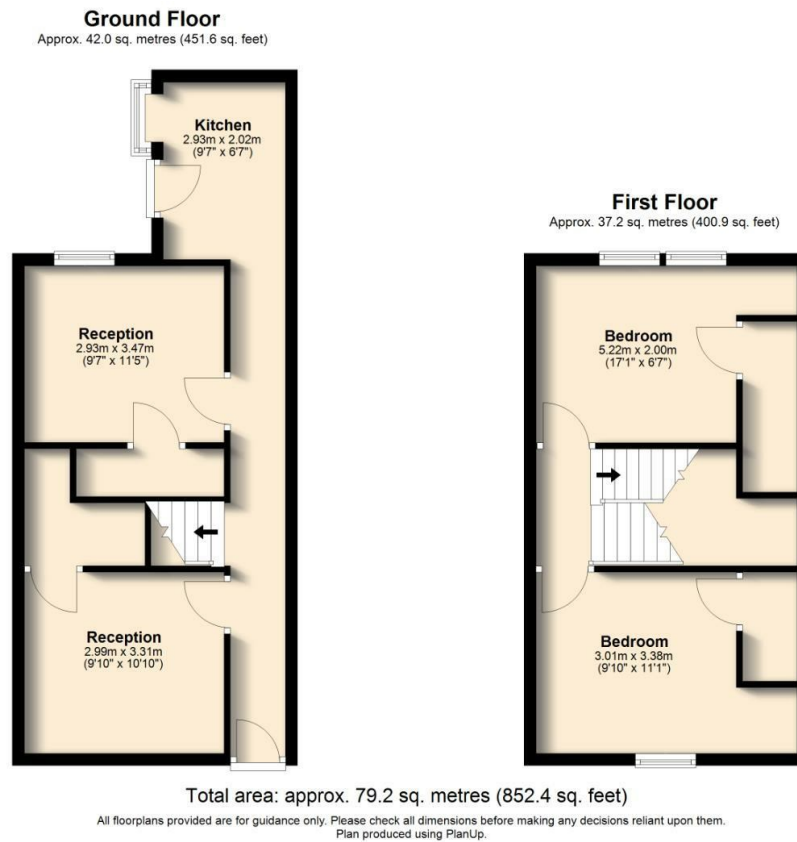 Ground Floor
Approx. 42.0 sq. metres (451.6 sq. feet)
Kitchen
2.93m x 2.02m
(9'7" x 6'7")
Reception
2.93m x 3.47m
(9'7" x 11'5")
Reception
2.99m x 3.31m
(9'10" x 10'10")
First Floor
Approx. 37.2 sq. metres (400.9 sq. feet)
Bedroom
5.22m x 2.00m
(17'1" x 6'7")
Bedroom
3.01m x 3.38m
(9'10" x 11'1")
Total area: approx. 79.2 sq. metres (852.4 sq. feet)
All floorplans provided are for guidance only. Please check all dimensions before making any decisions reliant upon them.
Plan produced using PlanUp.